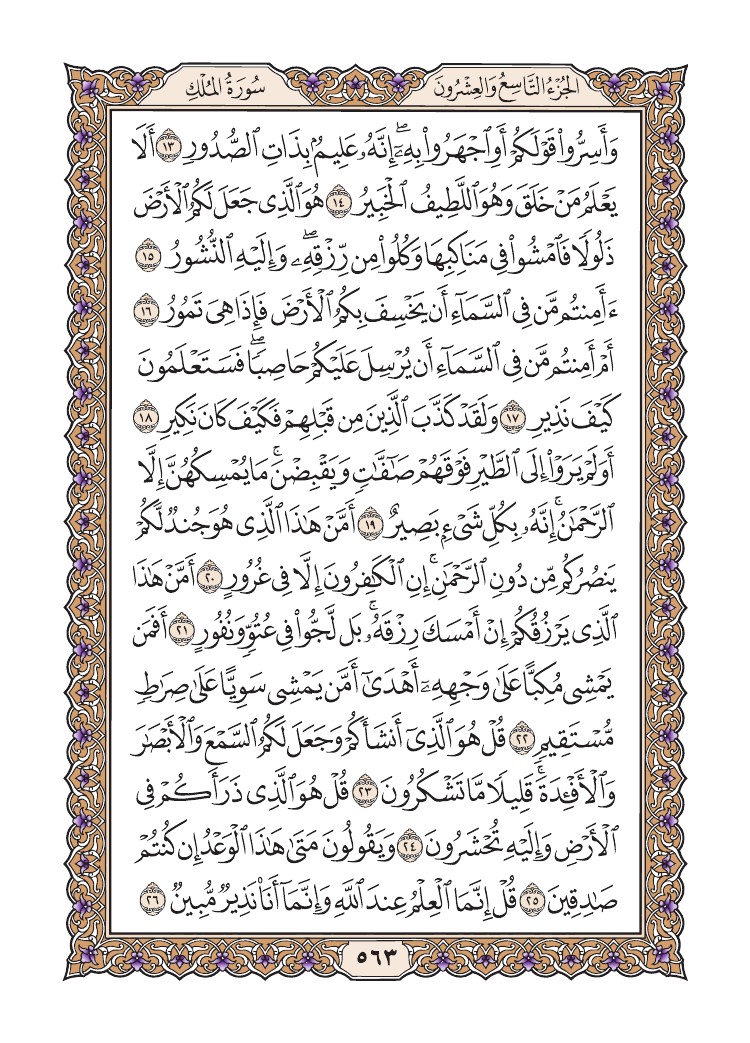 الجُزْءُ التَّاسِعُ وَالعِشْرُونَ
سُورَةُ المُلْكِ
وَأَسِرُّوا۟ قَوْلَكُمْ أَوِ ٱجْهَرُوا۟ بِهِۦٓ ۖ إِنَّهُۥ عَلِيمٌۢ بِذَاتِ ٱلصُّدُورِ ١٣ أَلَا
يَعْلَمُ مَنْ خَلَقَ وَهُوَ ٱللَّطِيفُ ٱلْخَبِيرُ ١٤ هُوَ ٱلَّذِى جَعَلَ لَكُمُ ٱلْأَرْضَ
ذَلُولًا فَٱمْشُوا۟ فِى مَنَاكِبِهَا وَكُلُوا۟ مِن رِّزْقِهِۦ ۖ وَإِلَيْهِ ٱلنُّشُورُ ١٥
ءَأَمِنتُم مَّن فِى ٱلسَّمَآءِ أَن يَخْسِفَ بِكُمُ ٱلْأَرْضَ فَإِذَا هِىَ تَمُورُ ١٦
أَمْ أَمِنتُم مَّن فِى ٱلسَّمَآءِ أَن يُرْسِلَ عَلَيْكُمْ حَاصِبًا ۖ فَسَتَعْلَمُونَ
كَيْفَ نَذِيرِ ١٧ وَلَقَدْ كَذَّبَ ٱلَّذِينَ مِن قَبْلِهِمْ فَكَيْفَ كَانَ نَكِيرِ ١٨
أَوَلَمْ يَرَوْا۟ إِلَى ٱلطَّيْرِ فَوْقَهُمْ صَٰٓفَّٰتٍ وَيَقْبِضْنَ ۚ مَا يُمْسِكُهُنَّ إِلَّا
ٱلرَّحْمَٰنُ ۚ إِنَّهُۥ بِكُلِّ شَىْءٍۭ بَصِيرٌ ١٩ أَمَّنْ هَٰذَا ٱلَّذِى هُوَ جُندٌ لَّكُمْ
يَنصُرُكُم مِّن دُونِ ٱلرَّحْمَٰنِ ۚ إِنِ ٱلْكَٰفِرُونَ إِلَّا فِى غُرُورٍ ٢٠ أَمَّنْ هَٰذَا
ٱلَّذِى يَرْزُقُكُمْ إِنْ أَمْسَكَ رِزْقَهُۥ ۚ بَل لَّجُّوا۟ فِى عُتُوٍّ وَنُفُورٍ ٢١ أَفَمَن
يَمْشِى مُكِبًّا عَلَىٰ وَجْهِهِۦٓ أَهْدَىٰٓ أَمَّن يَمْشِى سَوِيًّا عَلَىٰ صِرَٰطٍ
مُّسْتَقِيمٍ ٢٢ قُلْ هُوَ ٱلَّذِىٓ أَنشَأَكُمْ وَجَعَلَ لَكُمُ ٱلسَّمْعَ وَٱلْأَبْصَٰرَ
وَٱلْأَفْـِٔدَةَ ۖ قَلِيلًا مَّا تَشْكُرُونَ ٢٣ قُلْ هُوَ ٱلَّذِى ذَرَأَكُمْ فِى
ٱلْأَرْضِ وَإِلَيْهِ تُحْشَرُونَ ٢٤ وَيَقُولُونَ مَتَىٰ هَٰذَا ٱلْوَعْدُ إِن كُنتُمْ
صَٰدِقِينَ ٢٥ قُلْ إِنَّمَا ٱلْعِلْمُ عِندَ ٱللَّهِ وَإِنَّمَآ أَنَا۠ نَذِيرٌ مُّبِينٌ ٢٦
٥٦٣